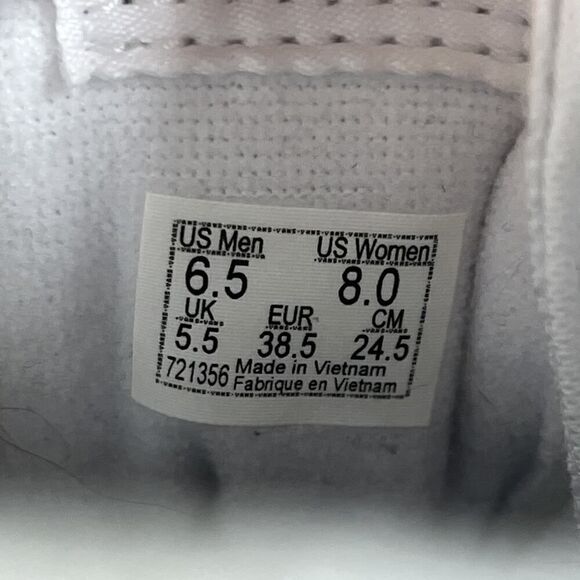 US Men US Women
6.5 8.0
UK EUR CM
5.5 38.5 24.5
721356 Made in Vietnam
Fabrique en Vietnam